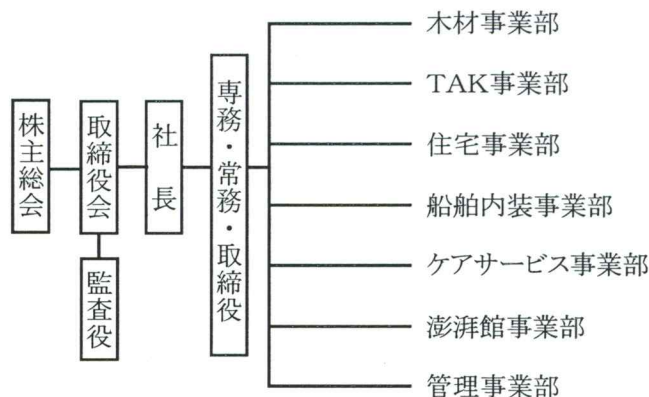 株主総会
取締役会
監査役
社長
専務・常務・取締役
木材事業部
TAK事業部
住宅事業部
船舶内装事業部
ケアサービス事業部
澎湃館事業部
管理事業部